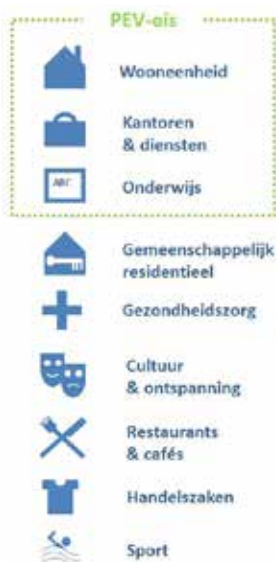 PEV-eis
Wooneenheid
Kantoren
& diensten
ABC
Onderwijs
Gemeenschappelijk
residentieel
Gezondheidszorg
Cultuur
& ontspanning
Restaurants
& cafés
Handelszaken
Sport